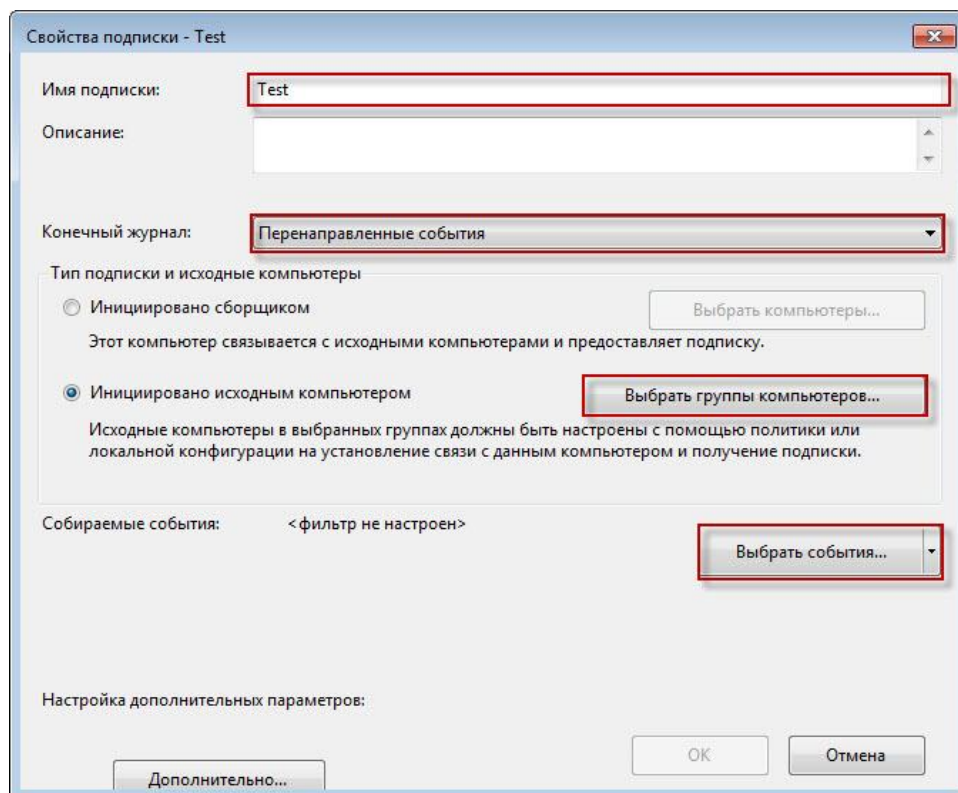 Свойства подписки - Test
Имя подписки: Test
Описание:
Конечный журнал: Перенаправленные события
Тип подписки и исходные компьютеры
Инициировано сборщиком Выбрать компьютеры...
Этот компьютер связывается с исходными компьютерами и предоставляет подписку.
Инициировано исходным компьютером Выбрать группы компьютеров...
Исходные компьютеры в выбранных группах должны быть настроены с помощью политики или
локальной конфигурации на установление связи с данным компьютером и получение подписки.
Собираемые события: <фильтр не настроен>
Выбрать события...
Настройка дополнительных параметров:
OK Отмена
Дополнительно...